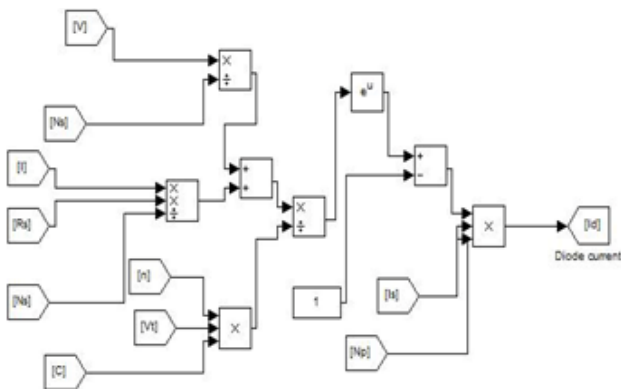 [V]
×
÷
[Ns]
e^u
[I]
+
+
+
−
×
×
÷
[Rs]
×
÷
×
[Id]
Diode current
[n]
[Ns]
1
[Is]
[Vt]
×
[Np]
[C]